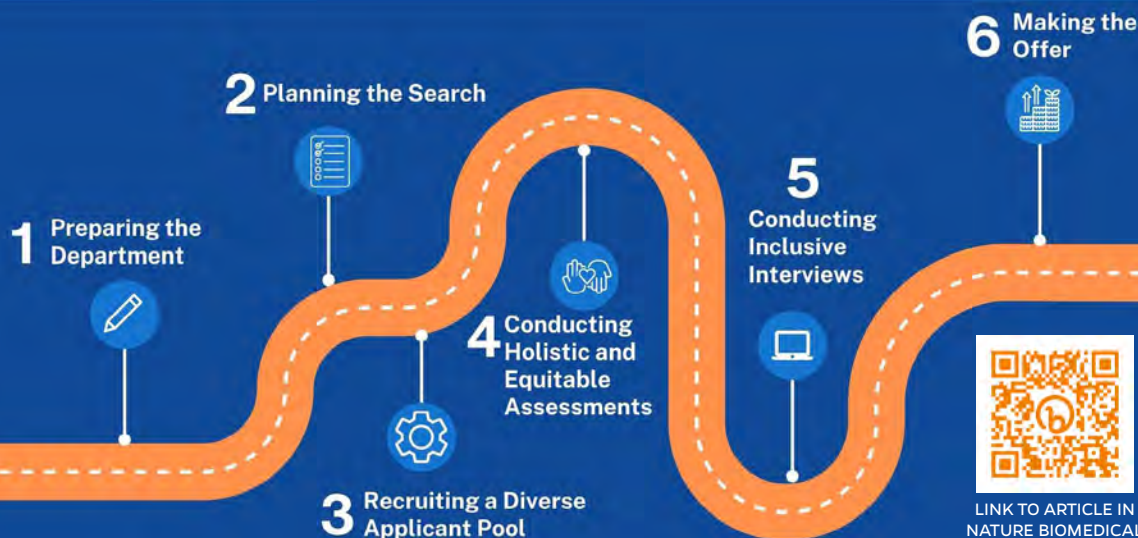 1 Preparing the
Department
2 Planning the Search
3 Recruiting a Diverse
Applicant Pool
4 Conducting
Holistic and
Equitable
Assessments
5
Conducting
Inclusive
Interviews
6 Making the
Offer
LINK TO ARTICLE IN
NATURE BIOMEDICAL